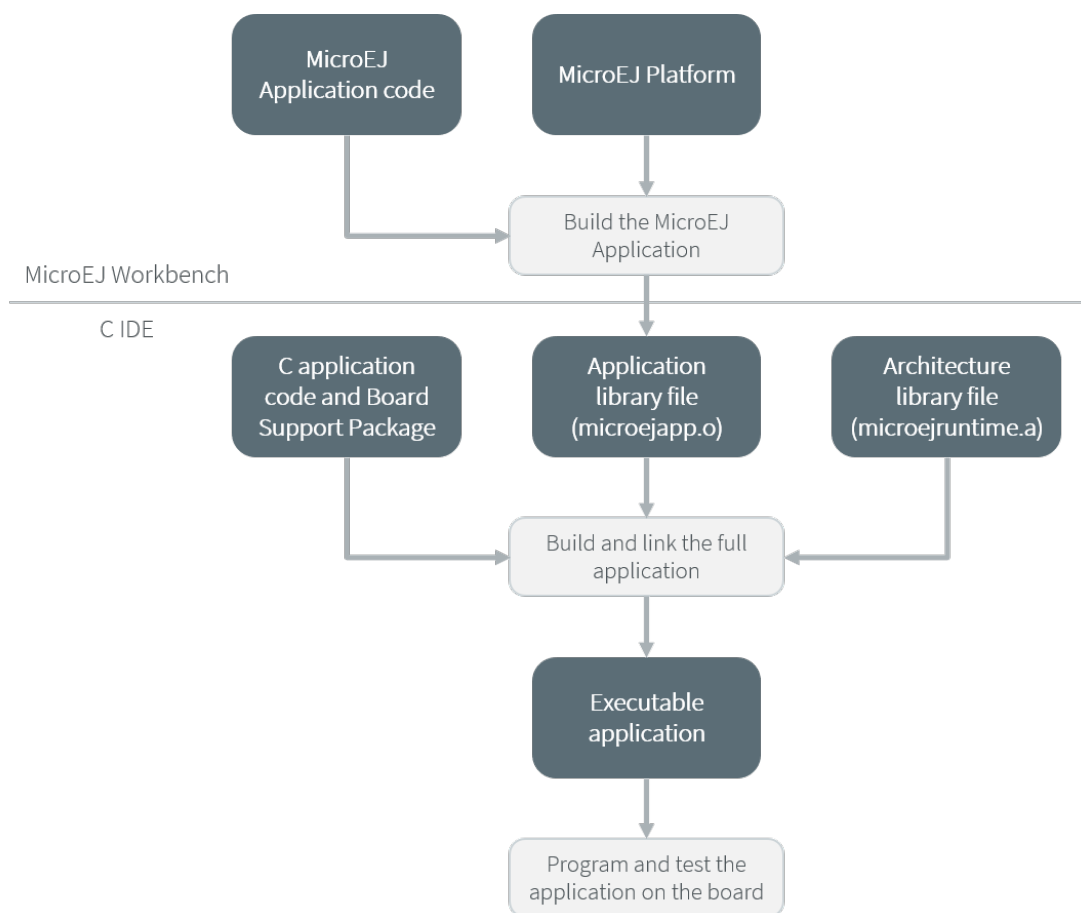 MicroEJ
Application code
MicroEJ Platform
Build the MicroEJ
Application
MicroEJ Workbench
C IDE
C application
code and Board
Support Package
Application
library file
(microejapp.o)
Architecture
library file
(microejruntime.a)
Build and link the full
application
Executable
application
Program and test the
application on the board